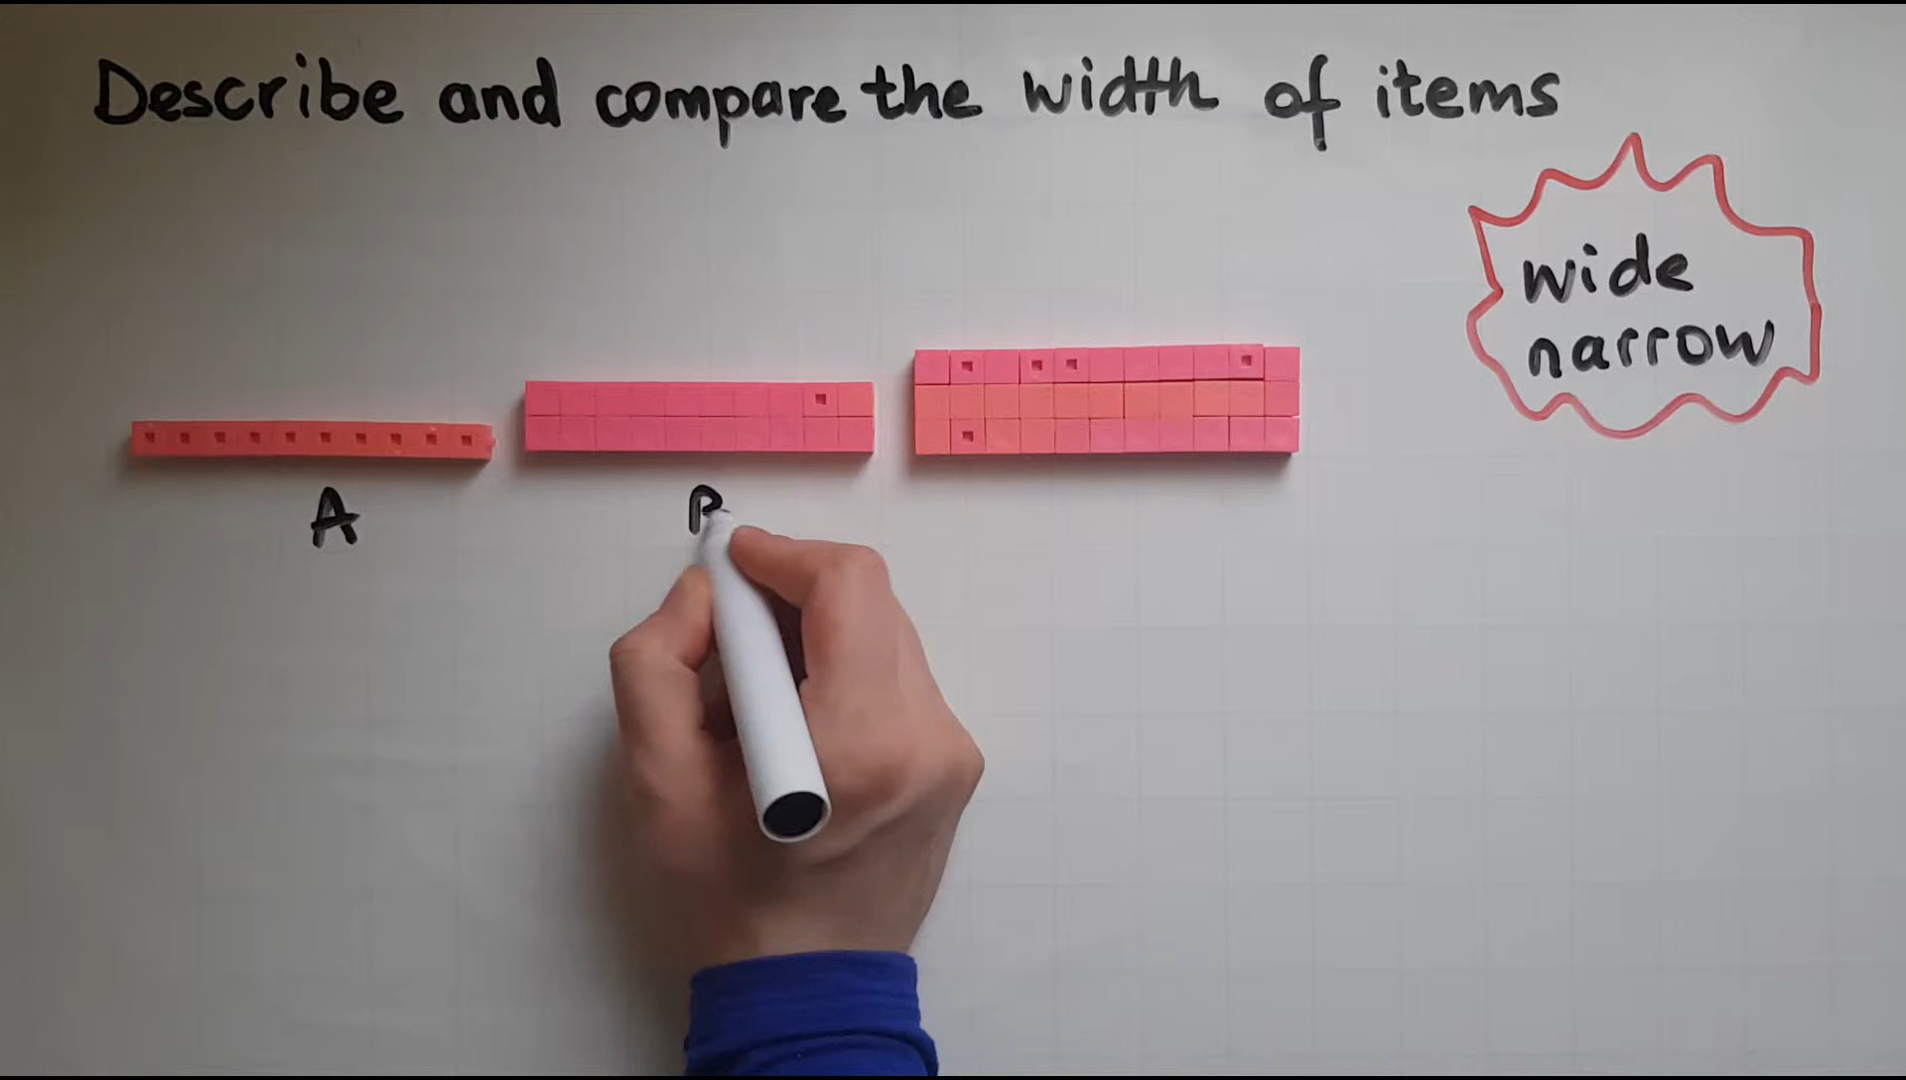 Describe and compare the width of items
wide
narrow
A